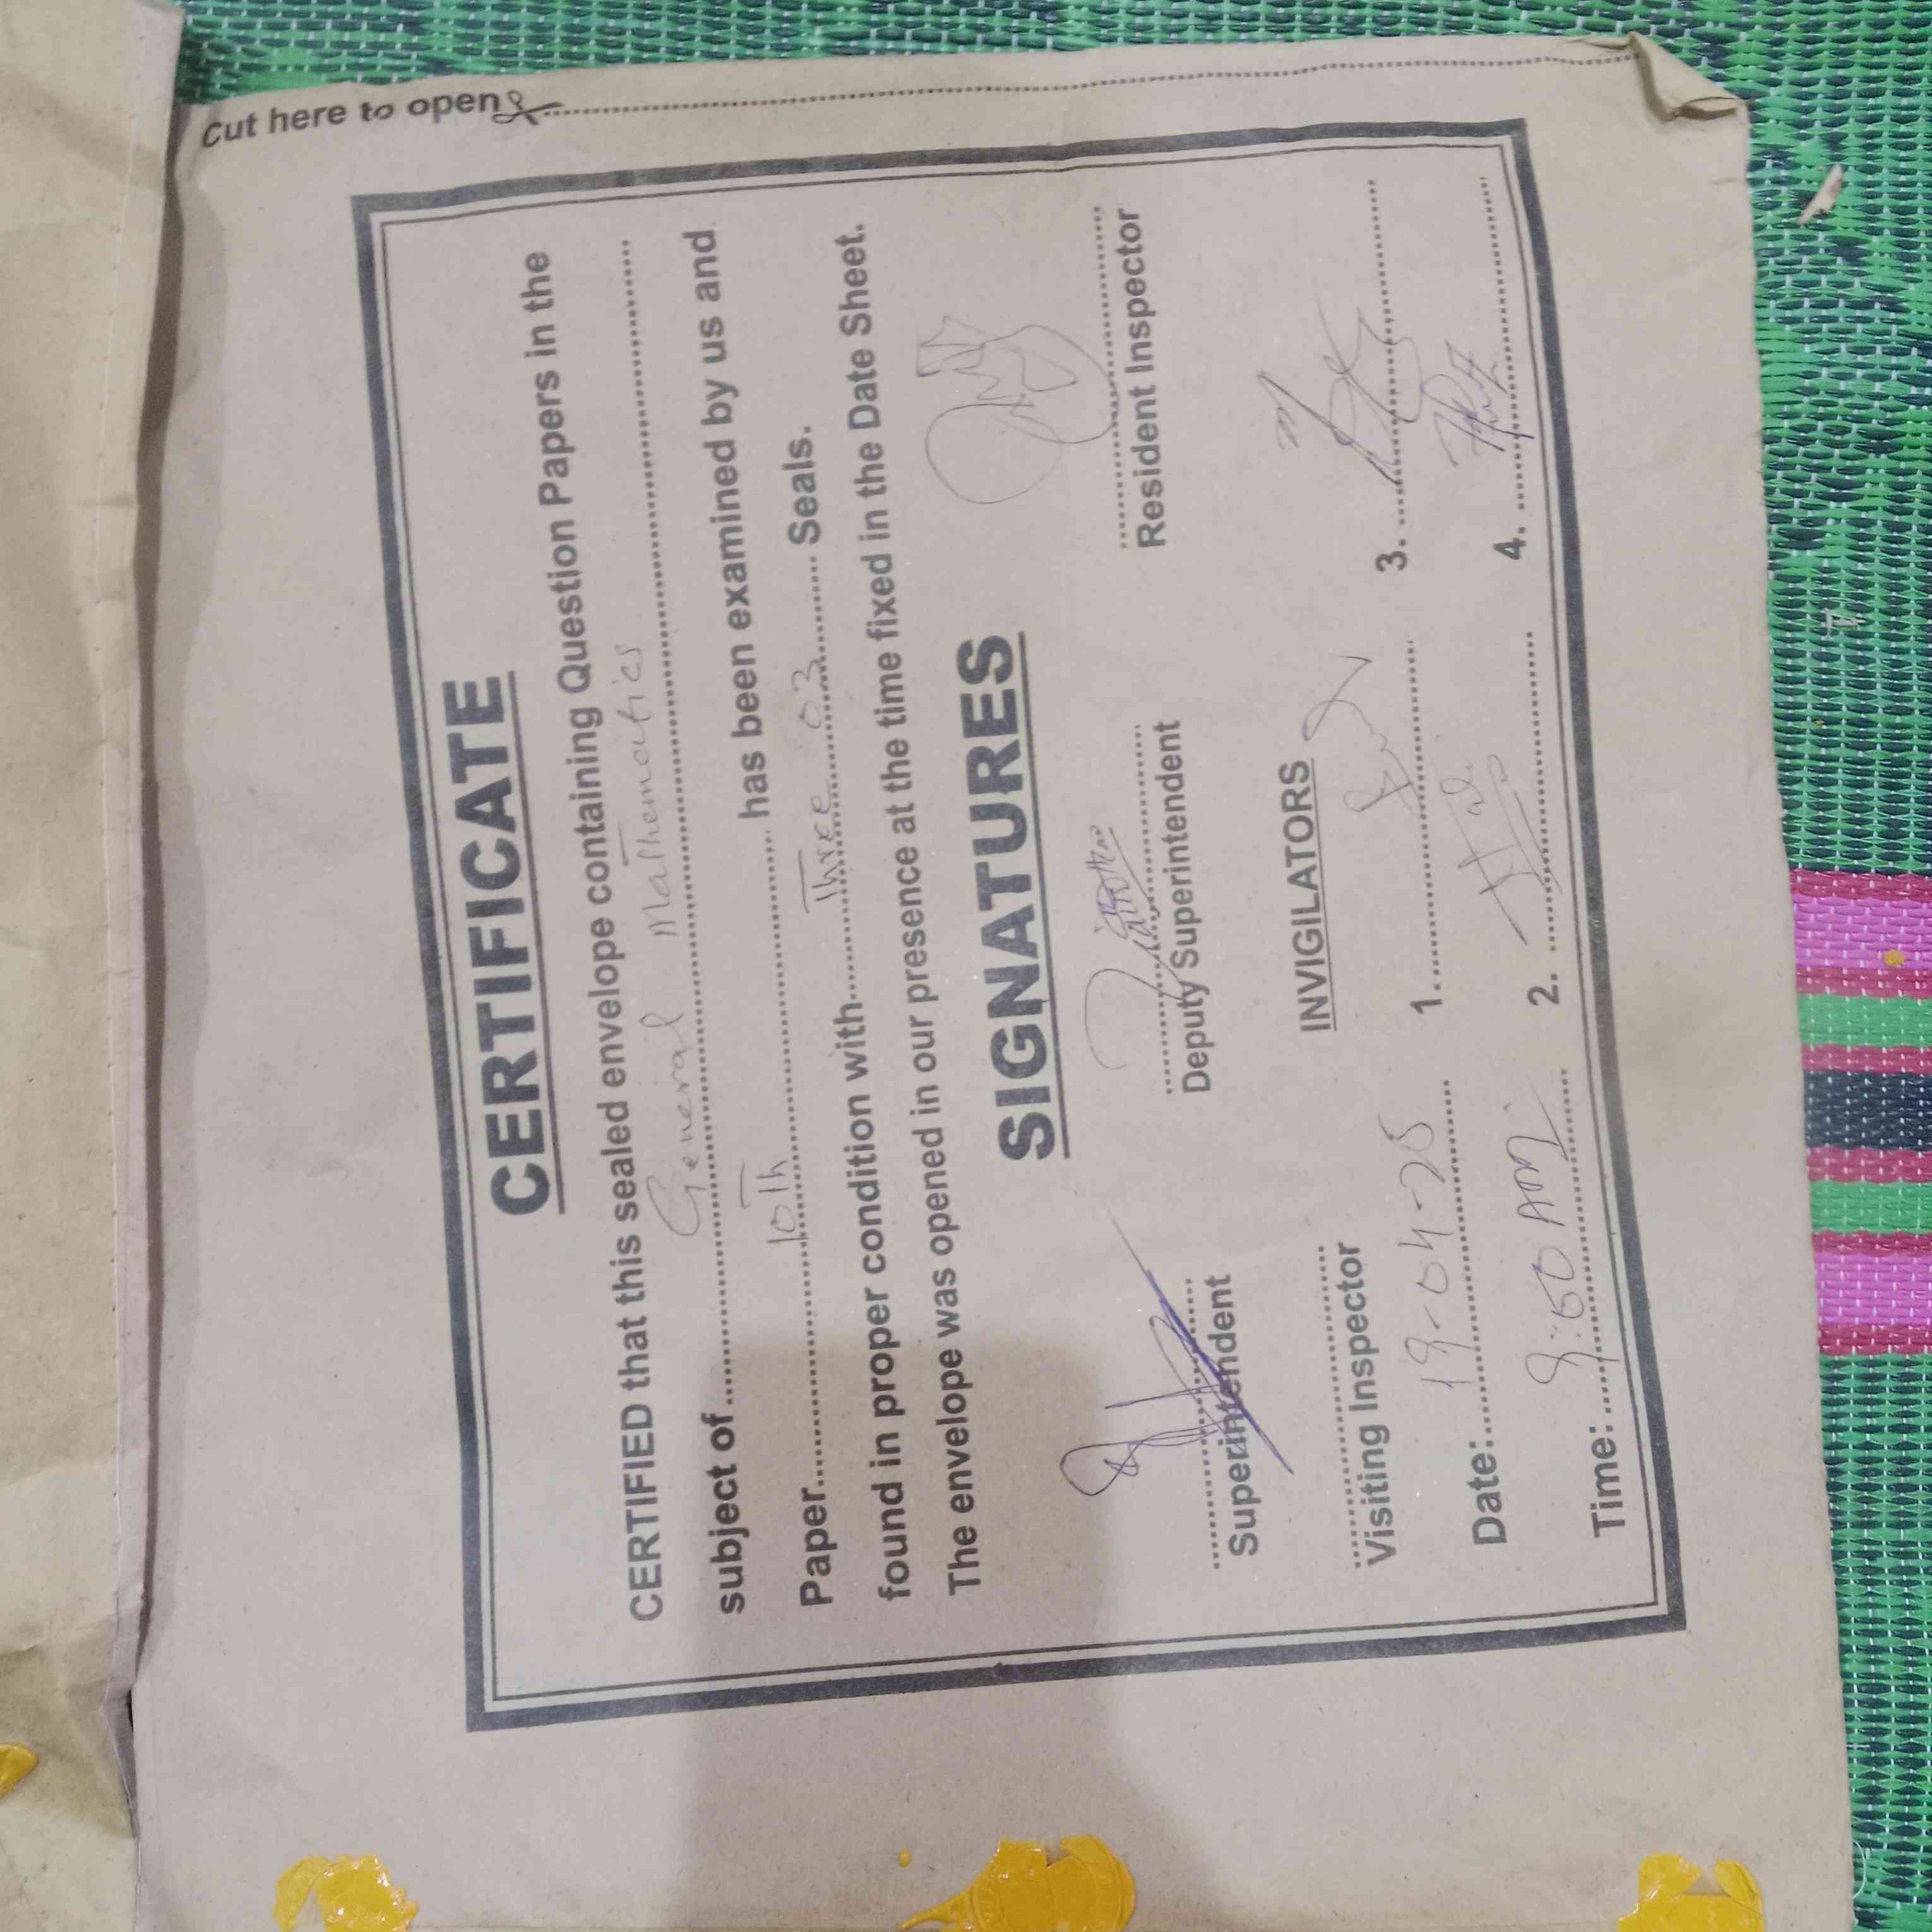 Cut here to open
CERTIFICATE
CERTIFIED that this sealed envelope containing Question Papers in the
subject of General Mathematics
Paper 10Th has been examined by us and
found in proper condition with Three 03 Seals.
The envelope was opened in our presence at the time fixed in the Date Sheet.
SIGNATURES
Superintendent Deputy Superintendent Resident Inspector
INVIGILATORS
Visiting Inspector
Date: 19-04-25 1. 3.
Time: 9:50 AM 2. 4.